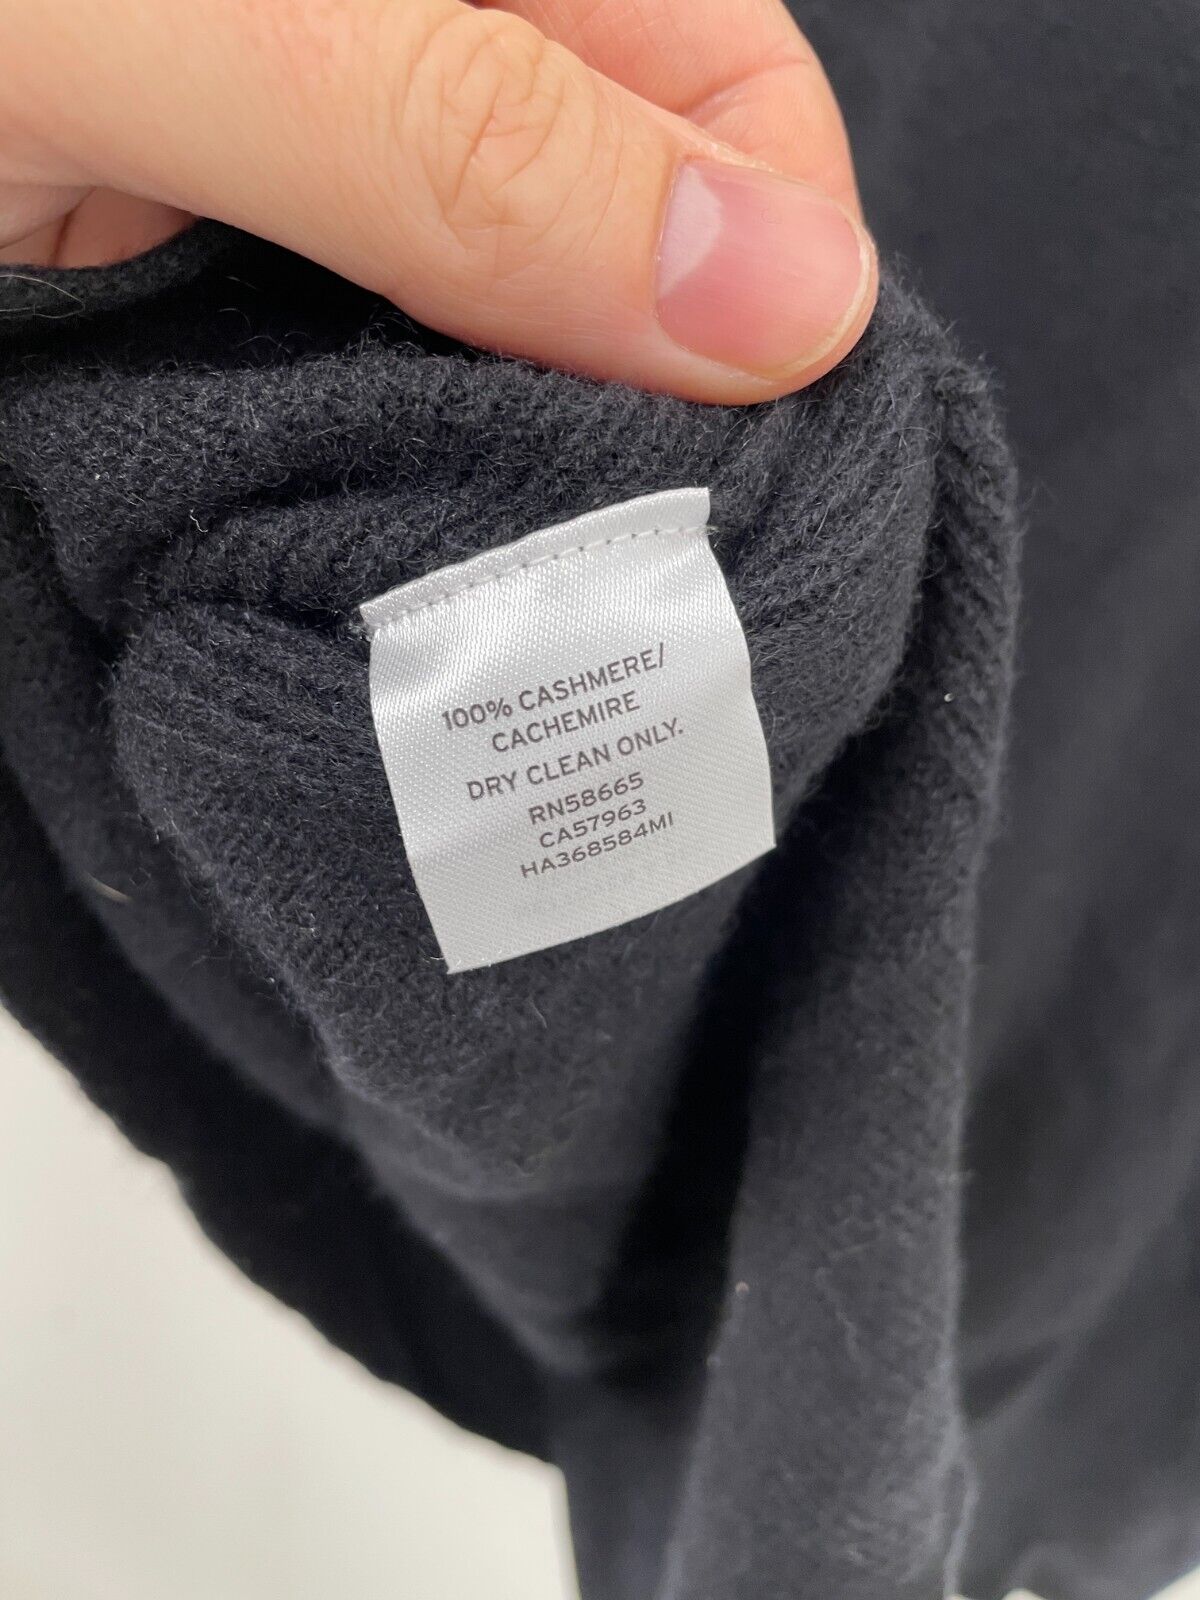 100% CASHMERE/
CACHEMIRE
DRY CLEAN ONLY.
RN58665
CA57963
HA368584MI